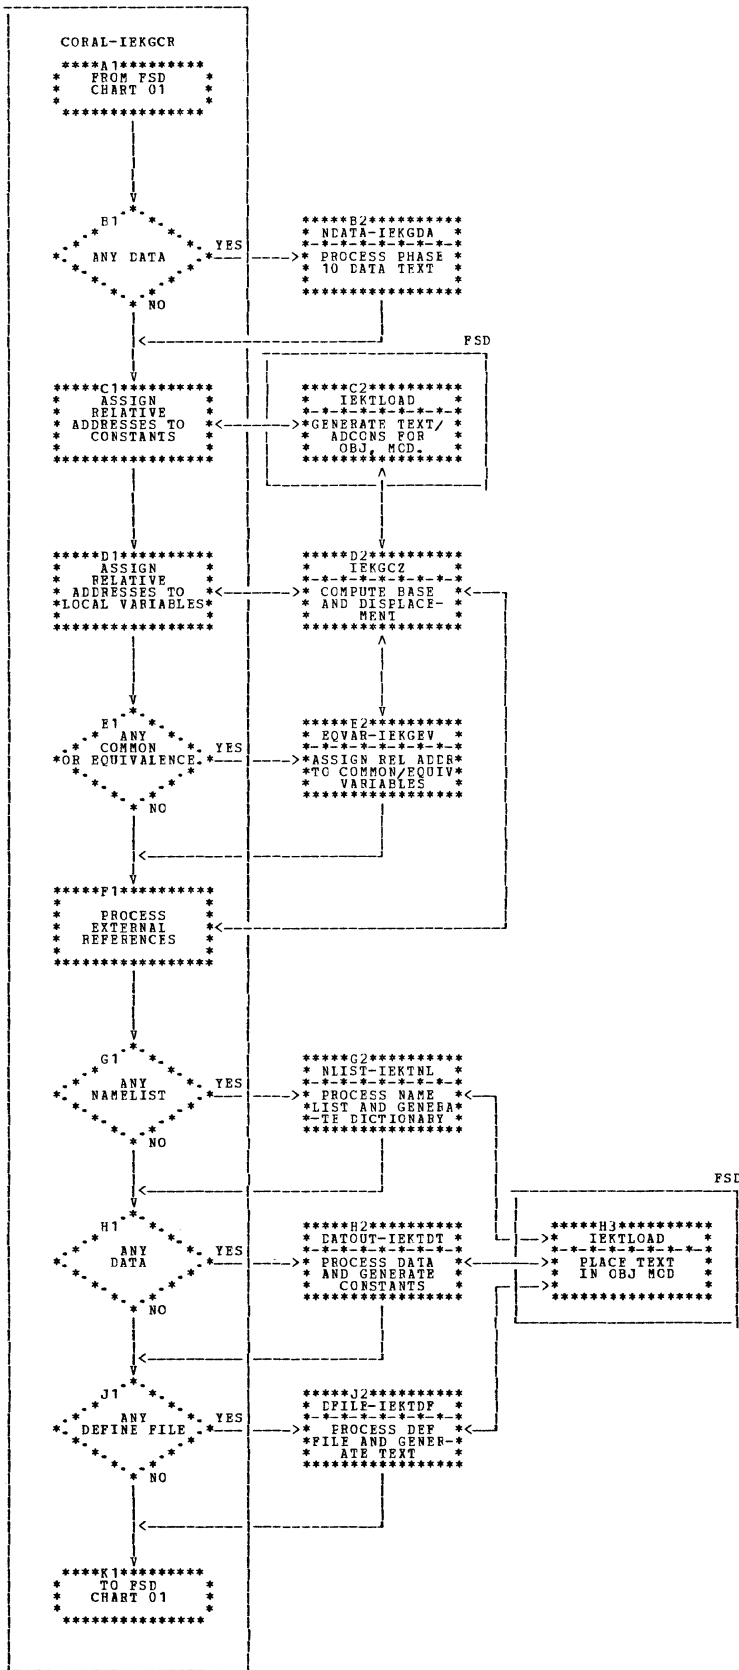 CORAL-IEKGCR
A1
FROM FSD
CHART 01
B1
ANY DATA
YES
NO
B2
NDATA-IEKGDA
PROCESS PHASE
10 DATA TEXT
FSD
C1
ASSIGN
RELATIVE
ADDRESSES TO
CONSTANTS
C2
IEKTLOAD
GENERATE TEXT/
ADCONS FOR
OBJ, MOD.
D1
ASSIGN
RELATIVE
ADDRESSES TO
LOCAL VARIABLES
D2
IEKGCZ
COMPUTE BASE
AND DISPLACE-
MENT
E1
ANY
COMMON
OR EQUIVALENCE
YES
NO
E2
EQVAR-IEKGEV
ASSIGN REL ADDR
TO COMMON/EQUIV
VARIABLES
F1
PROCESS
EXTERNAL
REFERENCES
G1
ANY
NAMELIST
YES
NO
G2
NLIST-IEKTNL
PROCESS NAME
LIST AND GENERA
-TE DICTIONARY
FSD
H1
ANY
DATA
YES
NO
H2
DATOUT-IEKTDT
PROCESS DATA
AND GENERATE
CONSTANTS
H3
IEKTLOAD
PLACE TEXT
IN OBJ MOD
J1
ANY
DEFINE FILE
YES
NO
J2
DFILE-IEKTDF
PROCESS DEF
FILE AND GENER-
ATE TEXT
K1
TO FSD
CHART 01